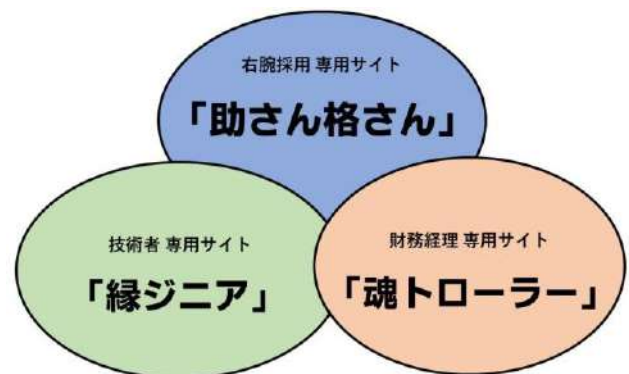 右腕採用 専用サイト
「助さん格さん」
技術者 専用サイト
「縁ジニア」
財務経理 専用サイト
「魂トローラー」